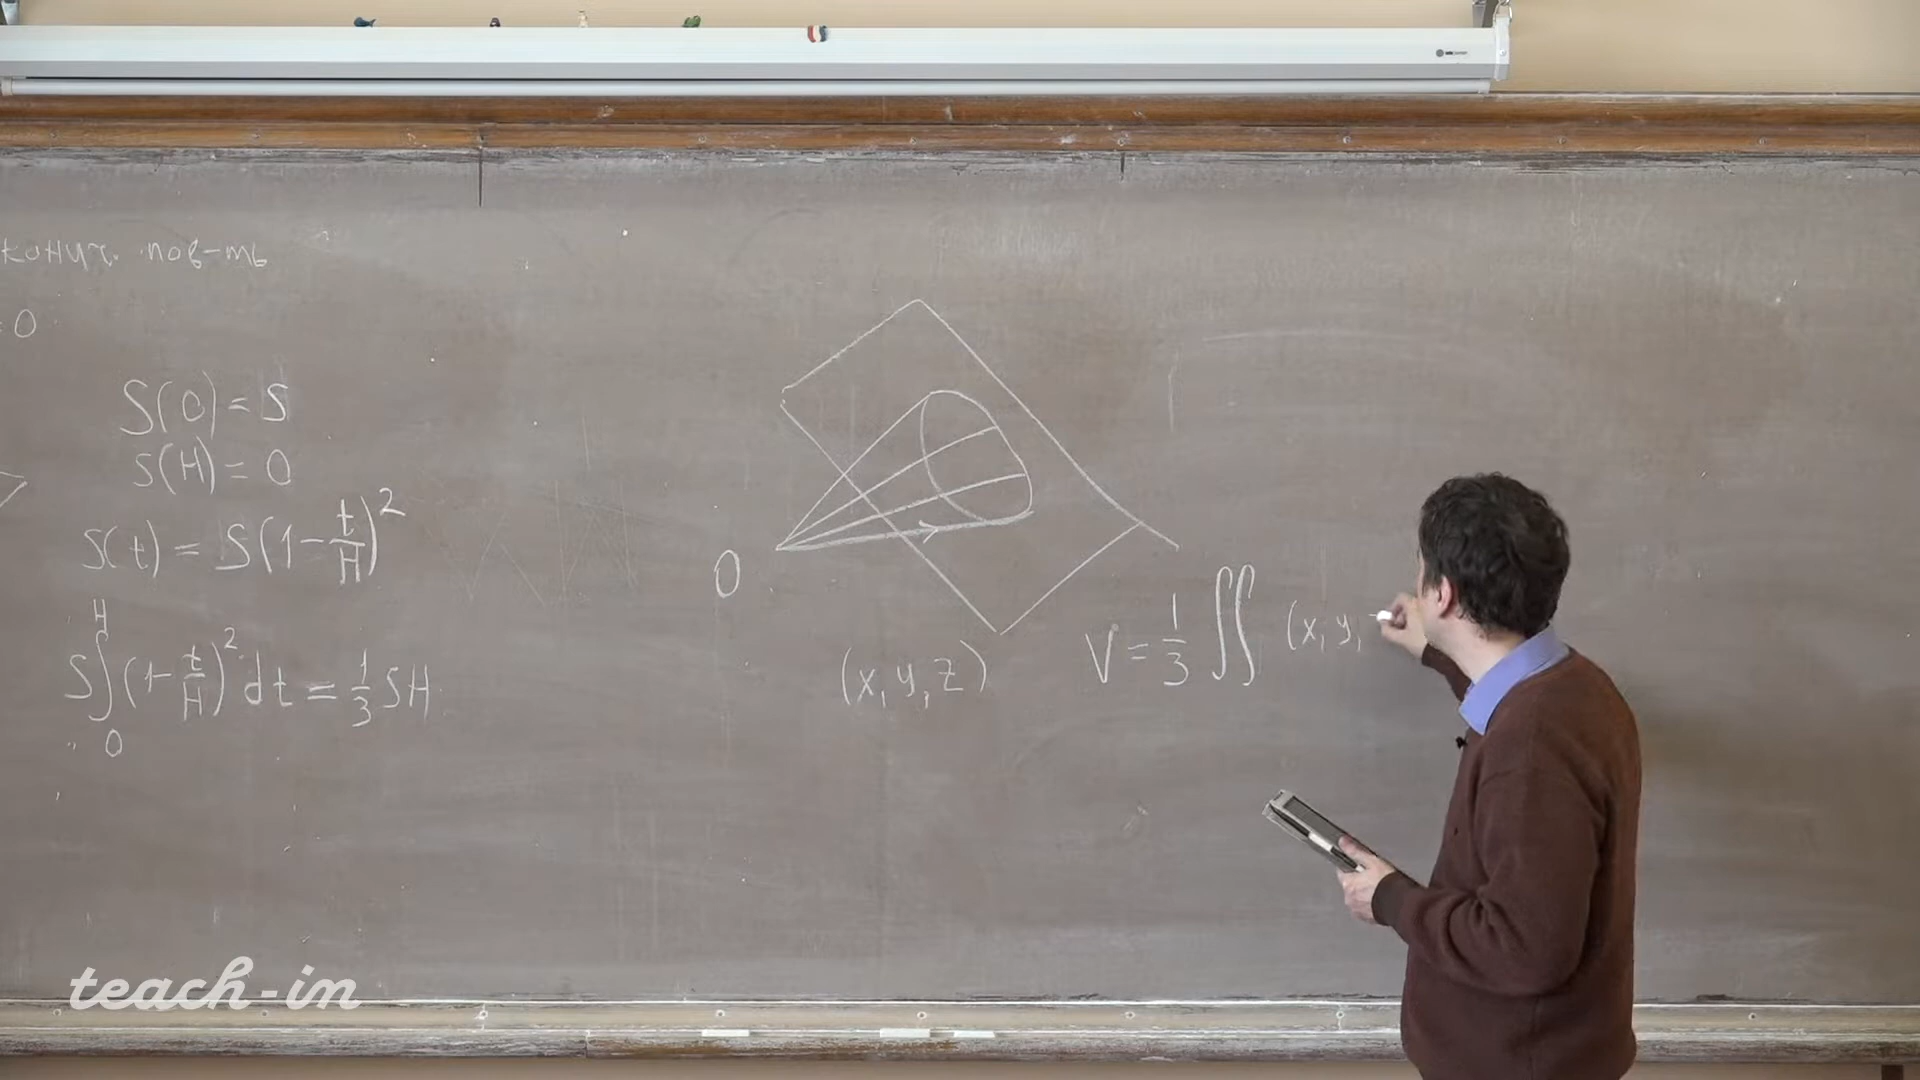 конич. пов-ть
= 0
S(0) = S
S(H) = 0
S(t) = S(1 - t/H)²
S∫₀ᴴ(1 - t/H)² dt = 1/3 SH
O
(x, y, z)
V = 1/3 ∬ (x, y,
teach-in